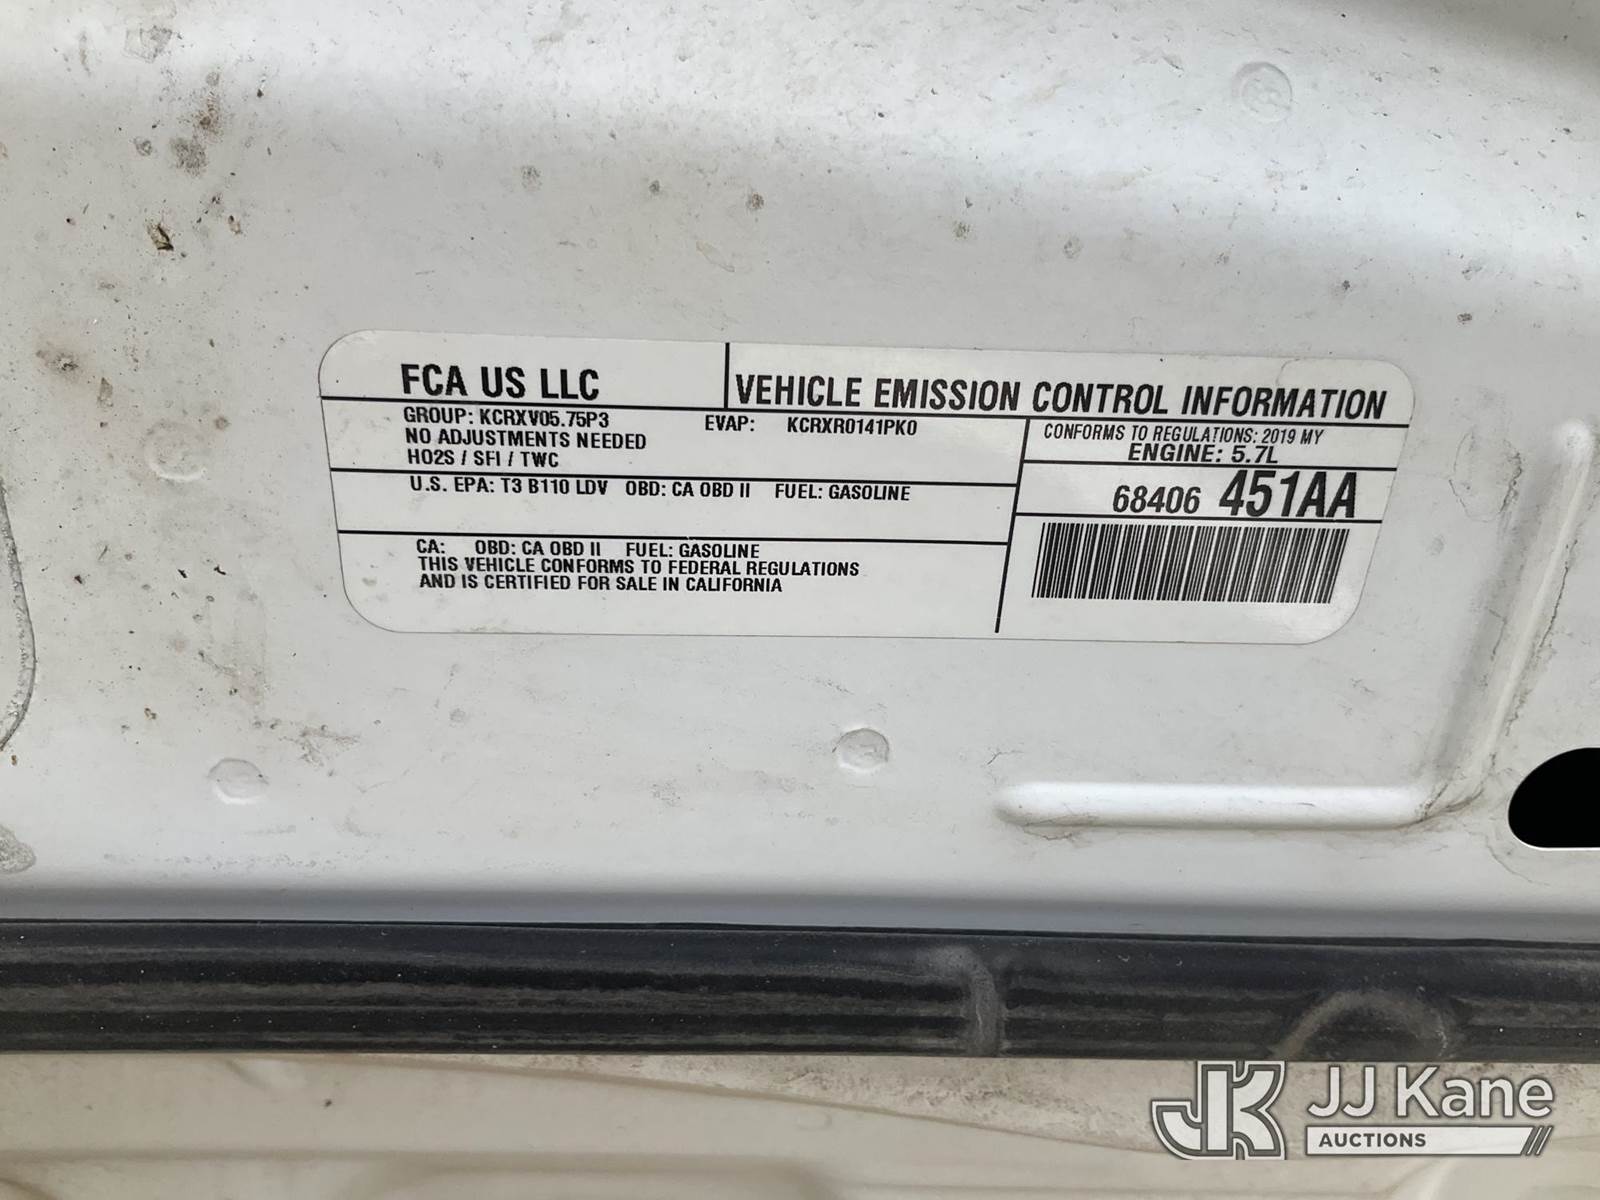 FCA US LLC
VEHICLE EMISSION CONTROL INFORMATION
GROUP: KCRXV05.75P3 EVAP: KCRXR0141PK0
NO ADJUSTMENTS NEEDED
HO2S / SFI / TWC
CONFORMS TO REGULATIONS: 2019 MY
ENGINE: 5.7L
U.S. EPA: T3 B110 LDV OBD: CA OBD II FUEL: GASOLINE
68406 451AA
CA: OBD: CA OBD II FUEL: GASOLINE
THIS VEHICLE CONFORMS TO FEDERAL REGULATIONS
AND IS CERTIFIED FOR SALE IN CALIFORNIA
JK JJ Kane
AUCTIONS